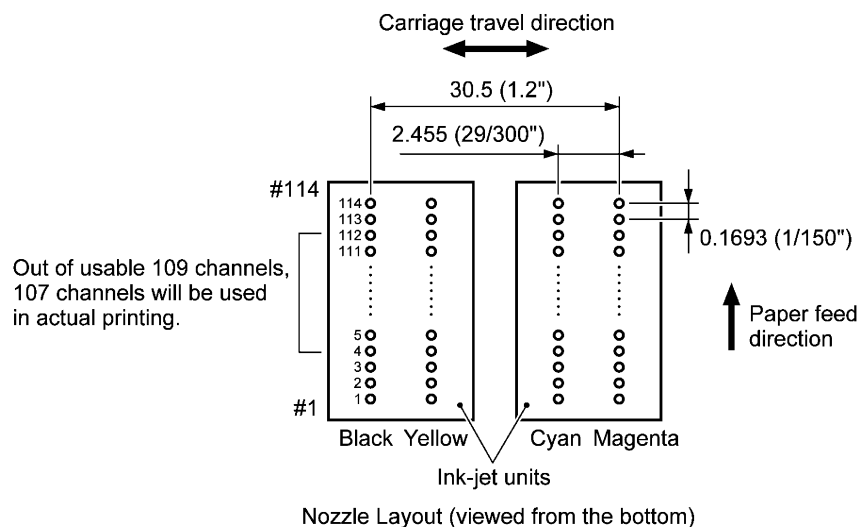 Carriage travel direction
30.5 (1.2")
2.455 (29/300")
#114
114
113
112
111
0.1693 (1/150")
Out of usable 109 channels,
107 channels will be used
in actual printing.
Paper feed
direction
5
4
3
2
1
#1
Black Yellow Cyan Magenta
Ink-jet units
Nozzle Layout (viewed from the bottom)